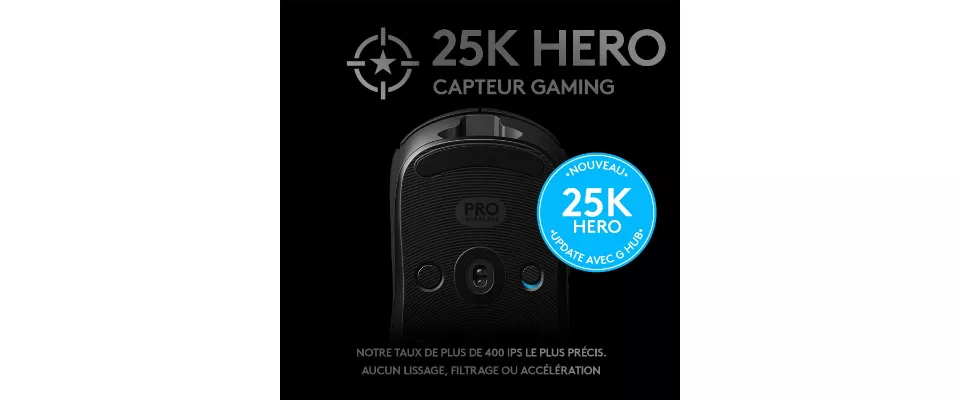 25K HERO
CAPTEUR GAMING
PRO
WIRELESS
•NOUVEAU•
25K
HERO
•UPDATE AVEC G HUB•
NOTRE TAUX DE PLUS DE 400 IPS LE PLUS PRÉCIS.
AUCUN LISSAGE, FILTRAGE OU ACCÉLÉRATION